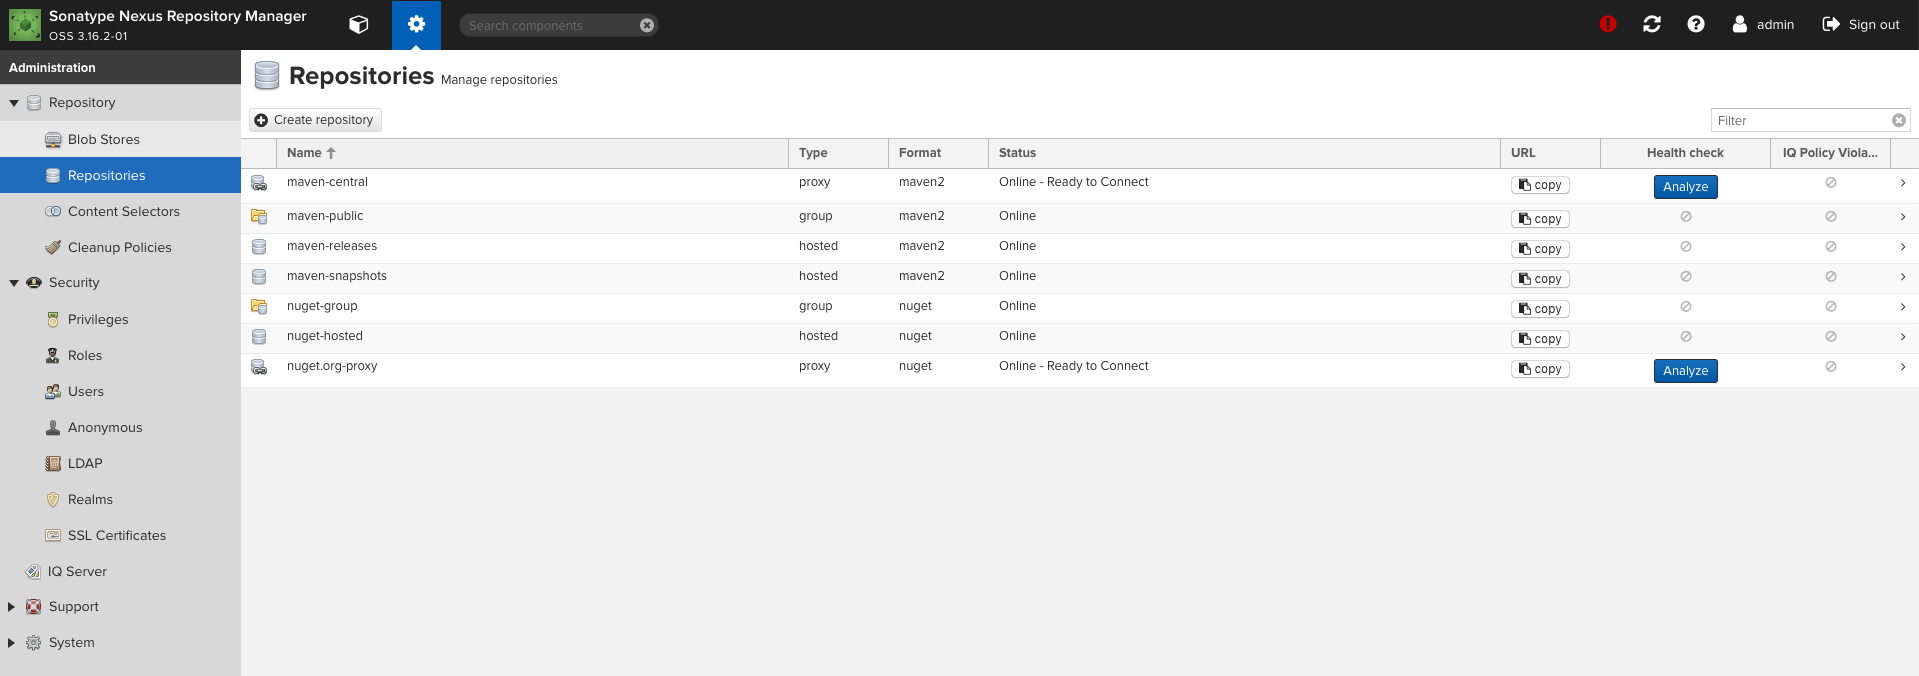 Sonatype Nexus Repository Manager
OSS 3.16.2-01
Search components
admin
Sign out
Administration
Repository
Blob Stores
Repositories
Content Selectors
Cleanup Policies
Security
Privileges
Roles
Users
Anonymous
LDAP
Realms
SSL Certificates
IQ Server
Support
System
Repositories Manage repositories
Create repository
Filter
Name Type Format Status URL Health check IQ Policy Viola...
maven-central proxy maven2 Online - Ready to Connect copy Analyze
maven-public group maven2 Online copy
maven-releases hosted maven2 Online copy
maven-snapshots hosted maven2 Online copy
nuget-group group nuget Online copy
nuget-hosted hosted nuget Online copy
nuget.org-proxy proxy nuget Online - Ready to Connect copy Analyze